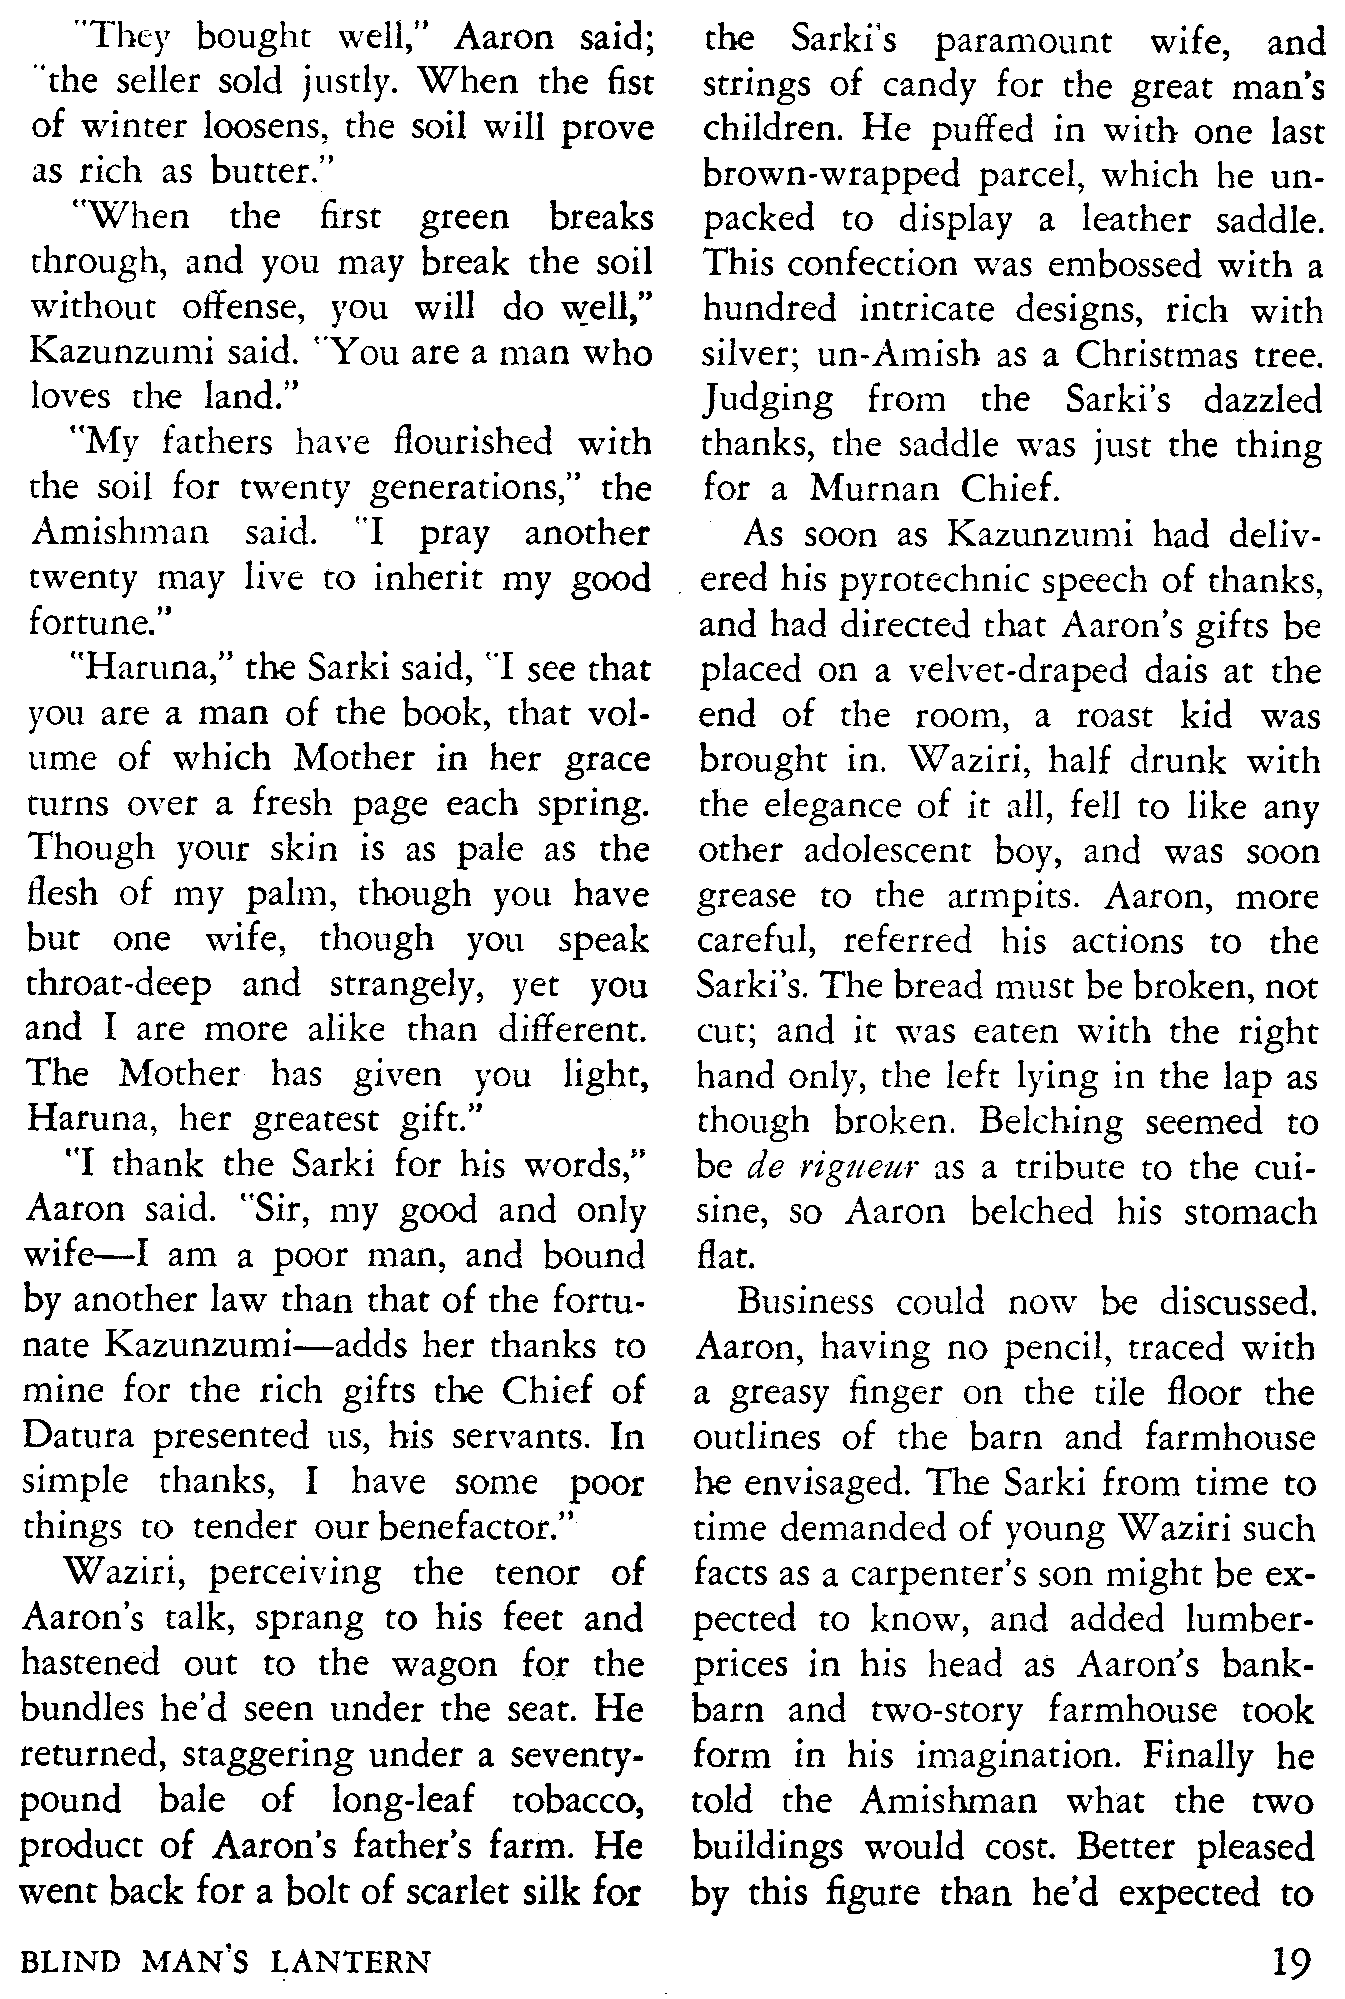 "They bought well," Aaron said;
"the seller sold justly. When the fist
of winter loosens, the soil will prove
as rich as butter."
"When the first green breaks
through, and you may break the soil
without offense, you will do well,"
Kazunzumi said. "You are a man who
loves the land."
"My fathers have flourished with
the soil for twenty generations," the
Amishman said. "I pray another
twenty may live to inherit my good
fortune."
"Haruna," the Sarki said, "I see that
you are a man of the book, that vol-
ume of which Mother in her grace
turns over a fresh page each spring.
Though your skin is as pale as the
flesh of my palm, though you have
but one wife, though you speak
throat-deep and strangely, yet you
and I are more alike than different.
The Mother has given you light,
Haruna, her greatest gift."
"I thank the Sarki for his words,"
Aaron said. "Sir, my good and only
wife—I am a poor man, and bound
by another law than that of the fortu-
nate Kazunzumi—adds her thanks to
mine for the rich gifts the Chief of
Datura presented us, his servants. In
simple thanks, I have some poor
things to tender our benefactor."
Waziri, perceiving the tenor of
Aaron's talk, sprang to his feet and
hastened out to the wagon for the
bundles he'd seen under the seat. He
returned, staggering under a seventy-
pound bale of long-leaf tobacco,
product of Aaron's father's farm. He
went back for a bolt of scarlet silk for
the Sarki's paramount wife, and
strings of candy for the great man's
children. He puffed in with one last
brown-wrapped parcel, which he un-
packed to display a leather saddle.
This confection was embossed with a
hundred intricate designs, rich with
silver; un-Amish as a Christmas tree.
Judging from the Sarki's dazzled
thanks, the saddle was just the thing
for a Murnan Chief.
As soon as Kazunzumi had deliv-
ered his pyrotechnic speech of thanks,
and had directed that Aaron's gifts be
placed on a velvet-draped dais at the
end of the room, a roast kid was
brought in. Waziri, half drunk with
the elegance of it all, fell to like any
other adolescent boy, and was soon
grease to the armpits. Aaron, more
careful, referred his actions to the
Sarki's. The bread must be broken, not
cut; and it was eaten with the right
hand only, the left lying in the lap as
though broken. Belching seemed to
be de rigueur as a tribute to the cui-
sine, so Aaron belched his stomach
flat.
Business could now be discussed.
Aaron, having no pencil, traced with
a greasy finger on the tile floor the
outlines of the barn and farmhouse
he envisaged. The Sarki from time to
time demanded of young Waziri such
facts as a carpenter's son might be ex-
pected to know, and added lumber-
prices in his head as Aaron's bank-
barn and two-story farmhouse took
form in his imagination. Finally he
told the Amishman what the two
buildings would cost. Better pleased
by this figure than he'd expected to
BLIND MAN'S LANTERN
19